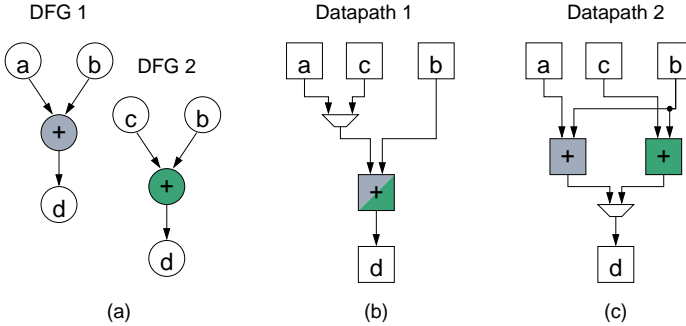 DFG 1
a
b
+
d
DFG 2
c
b
+
d
(a)
Datapath 1
a
c
b
+
d
(b)
Datapath 2
a
c
b
+
+
d
(c)